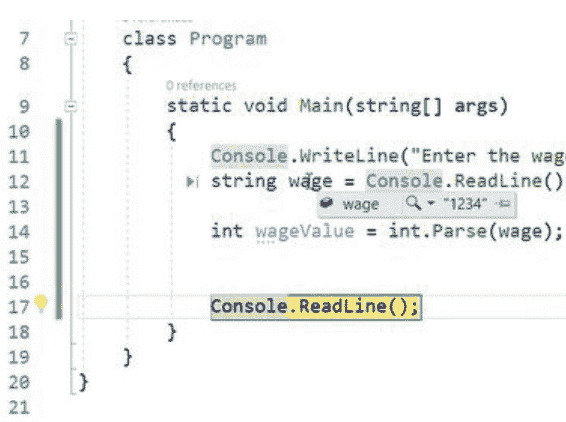 7 class Program
8 {
0 references
9 static void Main(string[] args)
10 {
11 Console.WriteLine("Enter the wag
12 string wage = Console.ReadLine()
13 wage "1234"
14 int wageValue = int.Parse(wage);
15
16
17 Console.ReadLine();
18 }
19 }
20 }
21